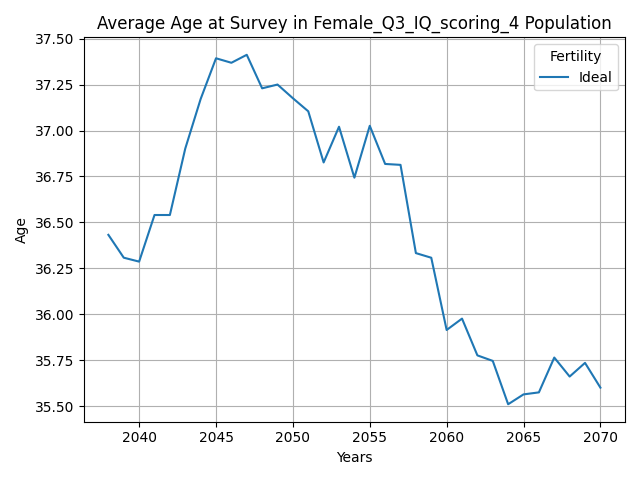 Average Age at Survey in Female_Q3_IQ_scoring_4 Population
37.50
37.25
37.00
36.75
36.50
36.25
36.00
35.75
35.50
Age
Fertility
Ideal
2040 2045 2050 2055 2060 2065 2070
Years